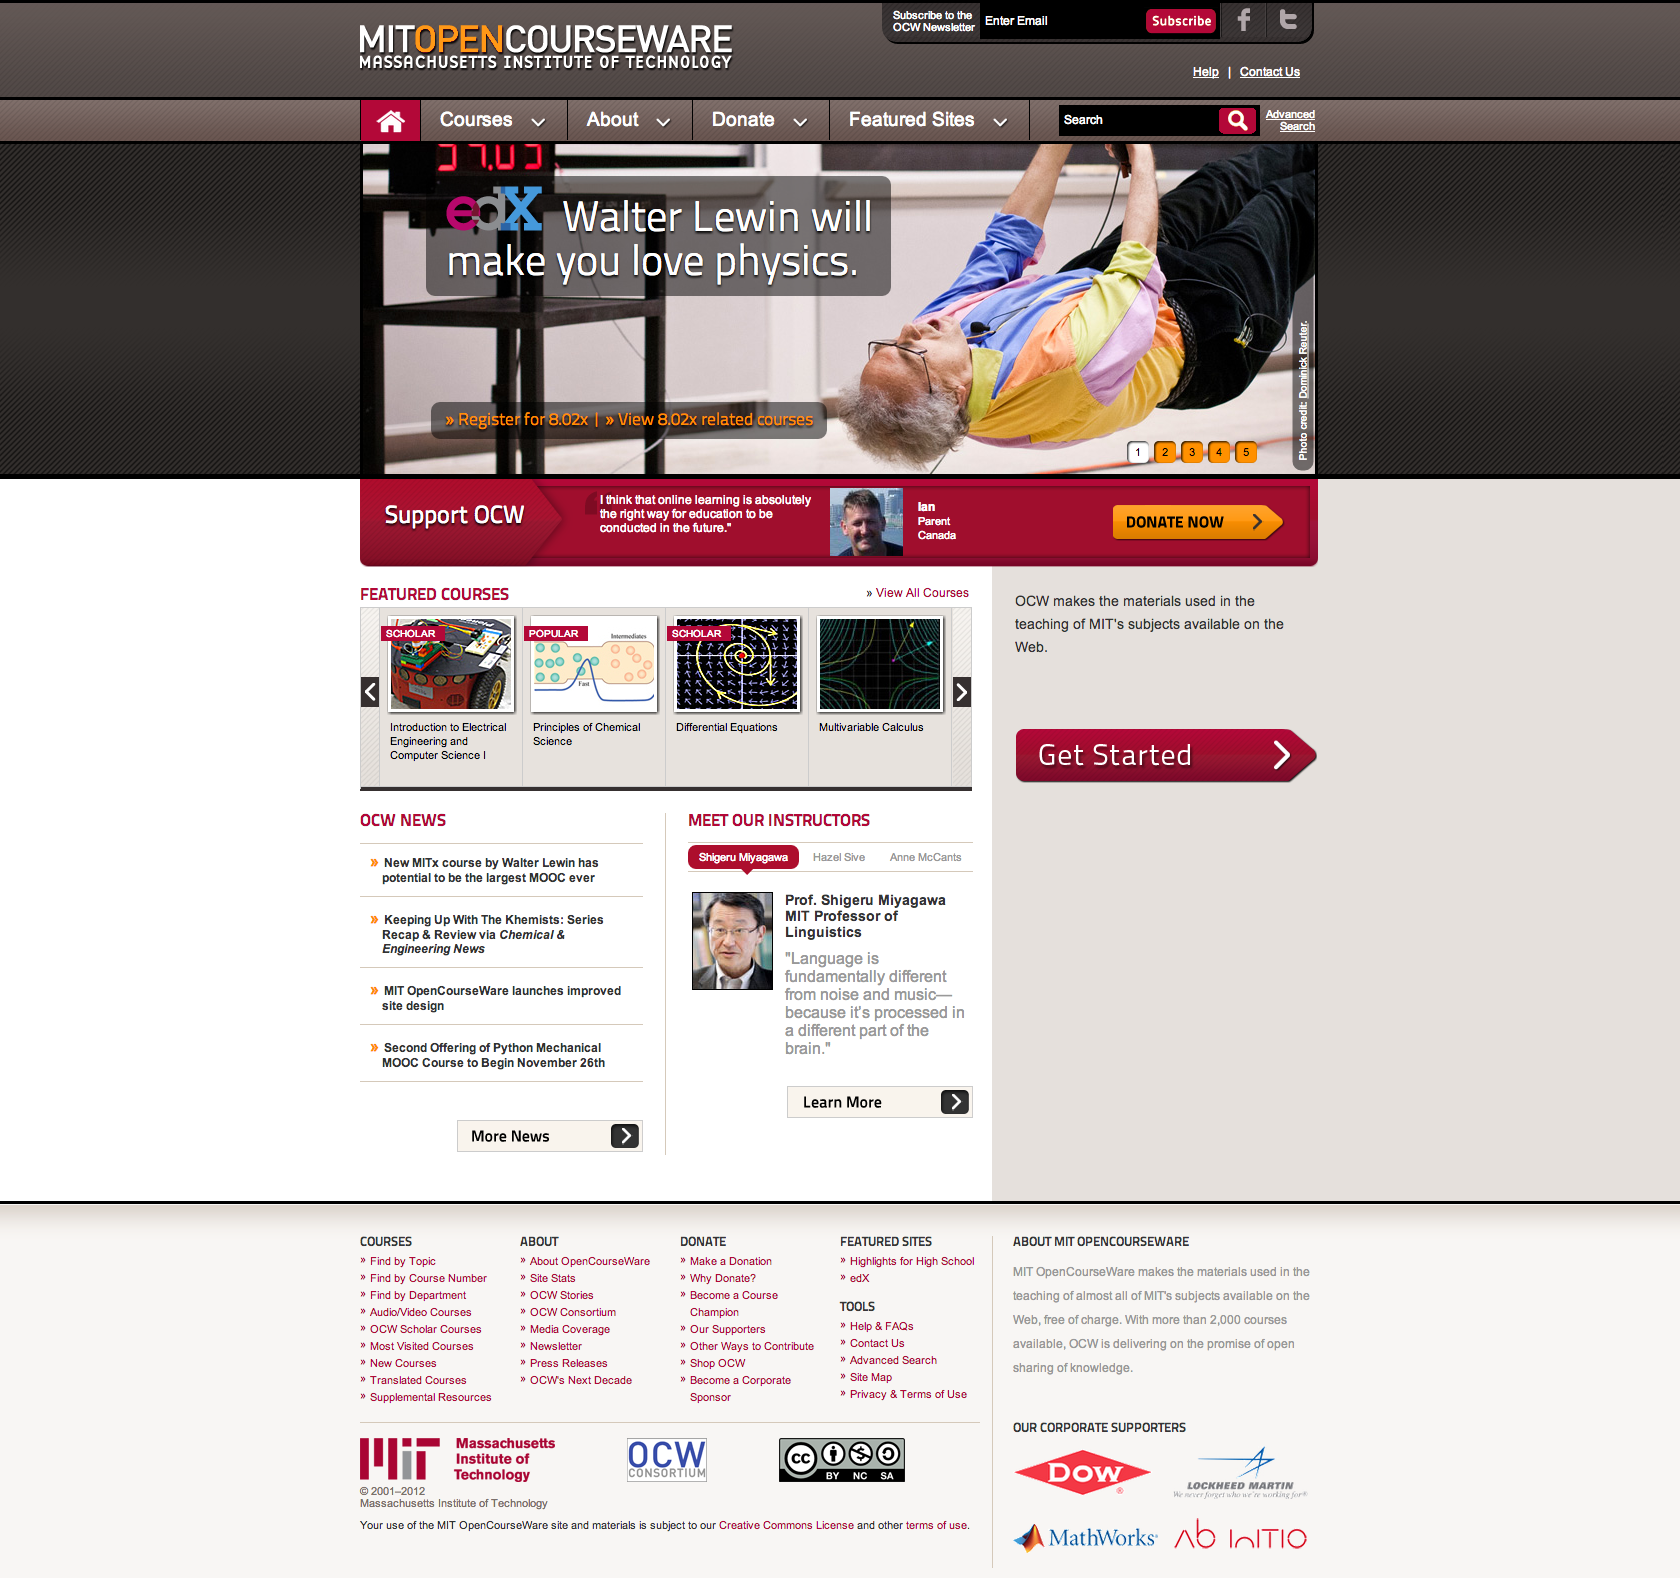 MITOPENCOURSEWARE
MASSACHUSETTS INSTITUTE OF TECHNOLOGY
Subscribe to the
OCW Newsletter
Enter Email
Subscribe
Help | Contact Us
Courses
About
Donate
Featured Sites
Search
Advanced
Search
37.03
edX Walter Lewin will
make you love physics.
» Register for 8.02x | » View 8.02x related courses
1 2 3 4 5
Photo credit: Dominick Reuter.
Support OCW
I think that online learning is absolutely
the right way for education to be
conducted in the future."
Ian
Parent
Canada
DONATE NOW
FEATURED COURSES
» View All Courses
SCHOLAR
Introduction to Electrical
Engineering and
Computer Science I
POPULAR
Intermediates
Fast
Principles of Chemical
Science
SCHOLAR
Differential Equations
Multivariable Calculus
OCW makes the materials used in the
teaching of MIT's subjects available on the
Web.
Get Started
OCW NEWS
» New MITx course by Walter Lewin has
potential to be the largest MOOC ever
» Keeping Up With The Khemists: Series
Recap & Review via Chemical &
Engineering News
» MIT OpenCourseWare launches improved
site design
» Second Offering of Python Mechanical
MOOC Course to Begin November 26th
More News
MEET OUR INSTRUCTORS
Shigeru Miyagawa
Hazel Sive
Anne McCants
Prof. Shigeru Miyagawa
MIT Professor of
Linguistics
"Language is
fundamentally different
from noise and music—
because it's processed in
a different part of the
brain."
Learn More
COURSES
» Find by Topic
» Find by Course Number
» Find by Department
» Audio/Video Courses
» OCW Scholar Courses
» Most Visited Courses
» New Courses
» Translated Courses
» Supplemental Resources
ABOUT
» About OpenCourseWare
» Site Stats
» OCW Stories
» OCW Consortium
» Media Coverage
» Newsletter
» Press Releases
» OCW's Next Decade
DONATE
» Make a Donation
» Why Donate?
» Become a Course
Champion
» Our Supporters
» Other Ways to Contribute
» Shop OCW
» Become a Corporate
Sponsor
FEATURED SITES
» Highlights for High School
» edX
TOOLS
» Help & FAQs
» Contact Us
» Advanced Search
» Site Map
» Privacy & Terms of Use
ABOUT MIT OPENCOURSEWARE
MIT OpenCourseWare makes the materials used in the
teaching of almost all of MIT's subjects available on the
Web, free of charge. With more than 2,000 courses
available, OCW is delivering on the promise of open
sharing of knowledge.
OUR CORPORATE SUPPORTERS
DOW®
LOCKHEED MARTIN
We never forget who we're working for®
MathWorks®
Ab INITIO
MIT
Massachusetts
Institute of
Technology
OCW
CONSORTIUM
CC
BY NC SA
© 2001–2012
Massachusetts Institute of Technology
Your use of the MIT OpenCourseWare site and materials is subject to our Creative Commons License and other terms of use.